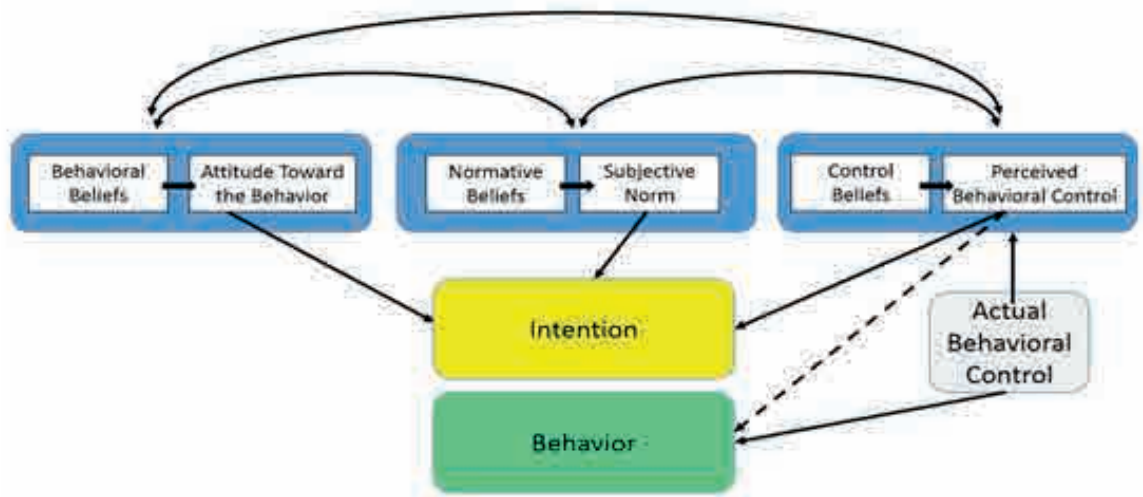 Behavioral
Beliefs
Attitude Toward
the Behavior
Normative
Beliefs
Subjective
Norm
Control
Beliefs
Perceived
Behavioral Control
Intention
Actual
Behavioral
Control
Behavior